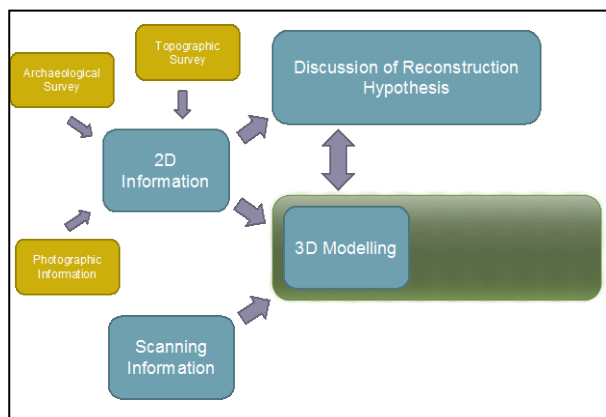 Topographic
Survey
Archaeological
Survey
Discussion of Reconstruction
Hypothesis
2D
Information
3D Modelling
Photographic
Information
Scanning
Information